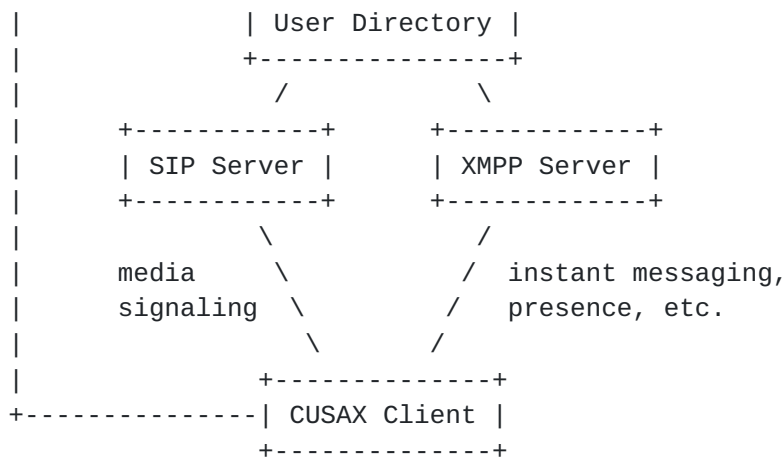 |               | User Directory |
|               +----------------+
|                 /            \
|       +------------+      +-------------+
|       | SIP Server |      | XMPP Server |
|       +------------+      +-------------+
|                \             /
|       media     \           /  instant messaging,
|       signaling  \         /   presence, etc.
|                   \       /
|                +--------------+
+---------------| CUSAX Client |
                +--------------+